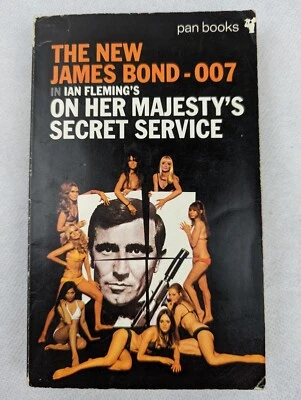 pan books
THE NEW
JAMES BOND-007
IN IAN FLEMING'S
ON HER MAJESTY'S
SECRET SERVICE